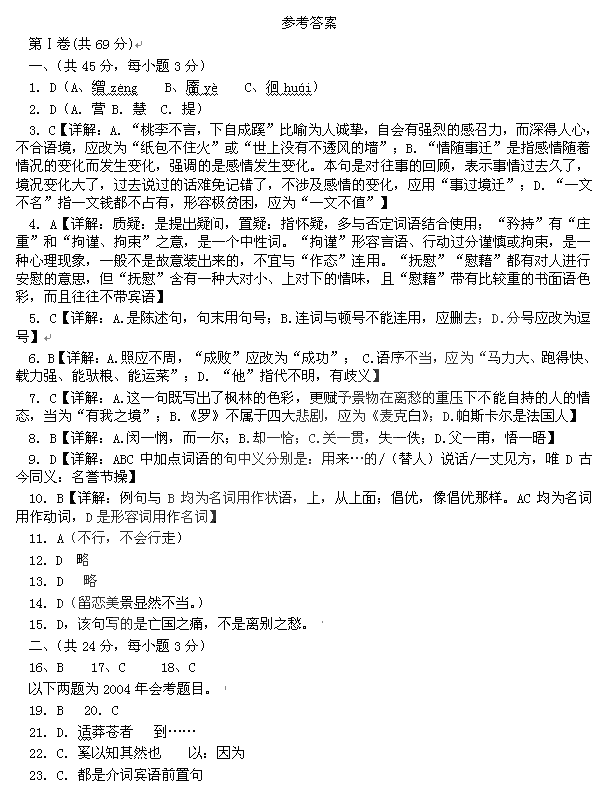 参考答案
第Ⅰ卷(共 69 分)
一、(共 45 分，每小题 3 分)
1. D（A、缯 zēng　B、靥 yè　C、徊 huái）
2. D（A. 营 B. 慧　C. 提）
3. C【详解：A. “桃李不言，下自成蹊”比喻为人诚挚，自会有强烈的感召力，而深得人心，
不合语境，应改为“纸包不住火”或“世上没有不透风的墙”；B. “情随事迁”是指感情随着
情况的变化而发生变化，强调的是感情发生变化。本句是对往事的回顾，表示事情过去久了，
境况变化大了，过去说过的话难免记错了，不涉及感情的变化，应用“事过境迁”；D. “一文
不名”指一文钱都不占有，形容极贫困，应为“一文不值”】
4. A【详解：质疑：是提出疑问，置疑：指怀疑，多与否定词语结合使用；“矜持”有“庄
重”和“拘谨、拘束”之意，是一个中性词。“拘谨”形容言语、行动过分谨慎或拘束，是一
种心理现象，一般不是故意装出来的，不宜与“作态”连用。“抚慰”“慰藉”都有对人进行
安慰的意思，但“抚慰”含有一种大对小、上对下的情味，且“慰藉”带有比较重的书面语色
彩，而且往往不带宾语】
5. C【详解：A.是陈述句，句末用句号；B.连词与顿号不能连用，应删去；D.分号应改为逗
号】
6. B【详解：A.照应不周，“成败”应改为“成功”； C.语序不当，应为“马力大、跑得快、
载力强、能驮粮、能运菜”；D. “他”指代不明，有歧义】
7. C【详解：A.这一句既写出了枫林的色彩，更赋予景物在离愁的重压下不能自持的人的情
态，当为“有我之境”；B.《罗》不属于四大悲剧，应为《麦克白》；D.帕斯卡尔是法国人】
8. B【详解：A.闵一悯，而一尔；B.却一恰；C.关一贯，失一佚；D.父一甫，悟一晤】
9. D【详解：ABC 中加点词语的句中义分别是：用来…的/（替人）说话/一丈见方，唯 D 古
今同义：名誉节操】
10. B【详解：例句与 B 均为名词用作状语，上，从上面；倡优，像倡优那样。AC 均为名词
用作动词，D 是形容词用作名词】
11. A（不行，不会行走）
12. D　略
13. D　略
14. D（留恋美景显然不当。）
15. D，该句写的是亡国之痛，不是离别之愁。
二、（共 24 分，每小题 3 分）
16、B　17、C　18、C
以下两题为 2004 年会考题目。
19. B　20. C
21. D. 适莽苍者　到……
22. C. 奚以知其然也　以：因为
23. C. 都是介词宾语前置句